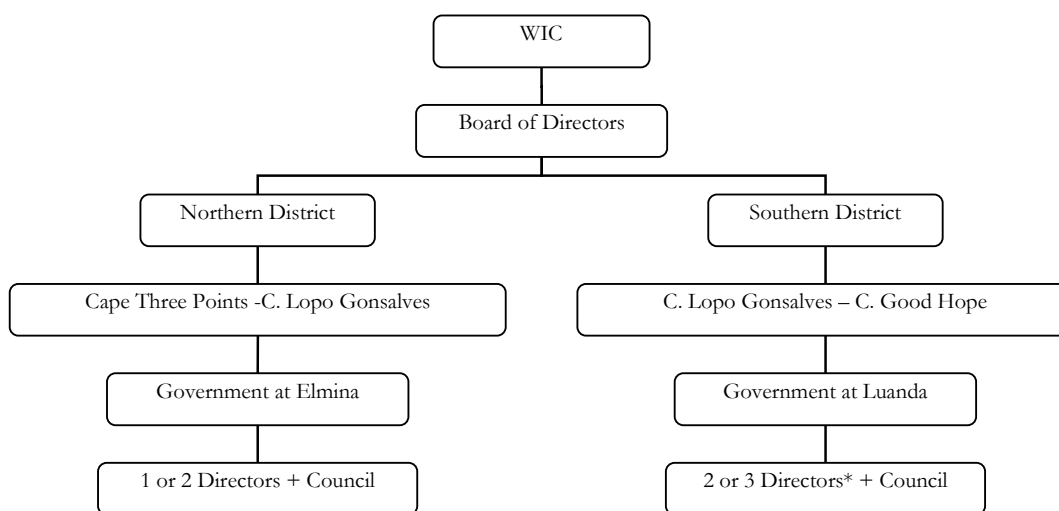 WIC
Board of Directors
Northern District
Southern District
Cape Three Points -C. Lopo Gonsalves
C. Lopo Gonsalves – C. Good Hope
Government at Elmina
Government at Luanda
1 or 2 Directors + Council
2 or 3 Directors* + Council